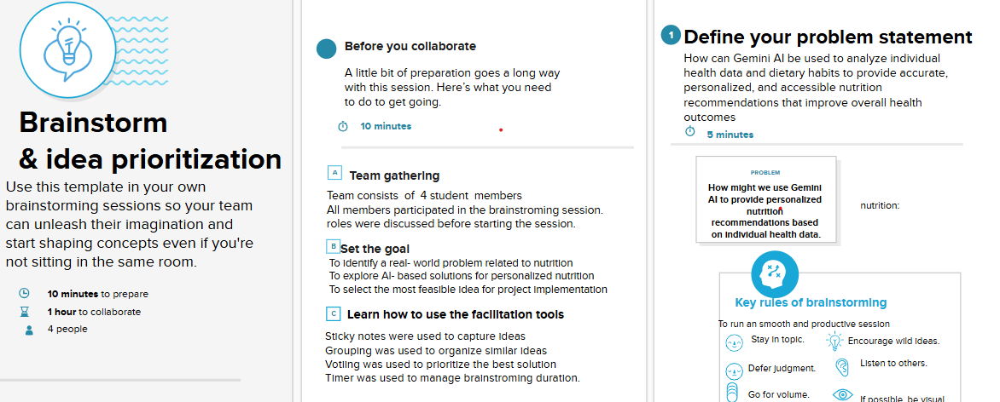 Brainstorm
& idea prioritization
Use this template in your own
brainstorming sessions so your team
can unleash their imagination and
start shaping concepts even if you're
not sitting in the same room.
10 minutes to prepare
1 hour to collaborate
4 people
Before you collaborate
A little bit of preparation goes a long way
with this session. Here's what you need
to do to get going.
10 minutes
A Team gathering
Team consists of 4 student members
All members participated in the brainstroming session.
roles were discussed before starting the session.
B Set the goal
To identify a real- world problem related to nutrition
To explore AI- based solutions for personalized nutrition
To select the most feasible idea for project implementation
C Learn how to use the facilitation tools
Sticky notes were used to capture ideas
Grouping was used to organize similar ideas
Voting was used to prioritize the best solution
Timer was used to manage brainstroming duration.
1 Define your problem statement
How can Gemini AI be used to analyze individual
health data and dietary habits to provide accurate,
personalized, and accessible nutrition
recommendations that improve overall health
outcomes
5 minutes
PROBLEM
How might we use Gemini
AI to provide personalized
nutrition
recommendations based
on individual health data.
nutrition:
Key rules of brainstorming
To run an smooth and productive session
Stay in topic.
Encourage wild ideas.
Defer judgment.
Listen to others.
Go for volume.
If possible, be visual